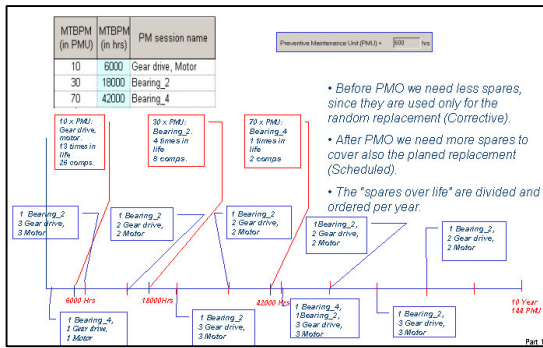 MTBPM (in PMU)
MTBPM (in hrs)
PM session name
10 6000 Gear drive, Motor
30 18000 Bearing_2
70 42000 Bearing_4
Preventive Maintenance Unit (PMU) = 600 hrs
• Before PMO we need less spares,
since they are used only for the
random replacement (Corrective).
• After PMO we need more spares to
cover also the planed replacement
(Scheduled).
• The "spares over life" are divided and
ordered per year.
10 x PMU:
Gear drive,
motor.
13 times in
life
26 comps.
30 x PMU:
Bearing_2.
4 times in
life
8 comps.
70 x PMU:
Bearing_4
1 times in
life
2 comps
1 Bearing_2
3 Gear drive,
3 Motor
1 Bearing_2
2 Gear drive,
2 Motor
1 Bearing_2
2 Gear drive,
2 Motor
1Bearing_2,
2 Gear drive,
2 Motor
1 Bearing_2,
2 Gear drive,
2 Motor
6000 Hrs
18000Hrs
42000 Hrs
10 Year
144 PMU
1 Bearing_4,
1 Gear drive,
1 Motor
1 Bearing_2
3 Gear drive,
3 Motor
1 Bearing_4,
1Bearing_2,
3 Gear drive,
3 Motor
1 Bearing_2,
3 Gear drive,
3 Motor
Part 1